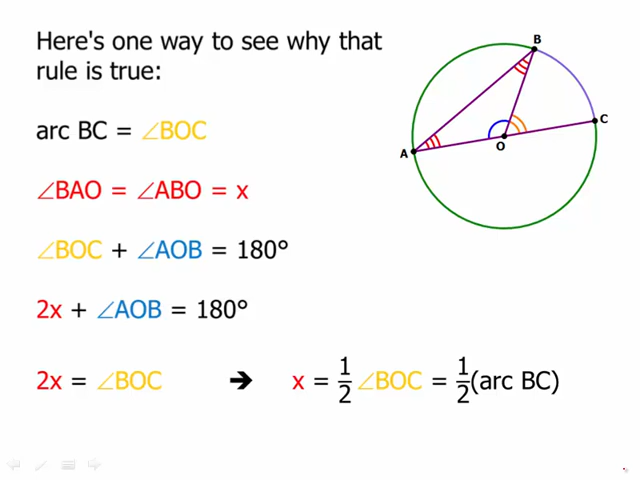 Here's one way to see why that
rule is true:
arc BC = ∠BOC
∠BAO = ∠ABO = x
∠BOC + ∠AOB = 180°
2x + ∠AOB = 180°
2x = ∠BOC ➔ x = 1/2 ∠BOC = 1/2 (arc BC)
B
C
O
A